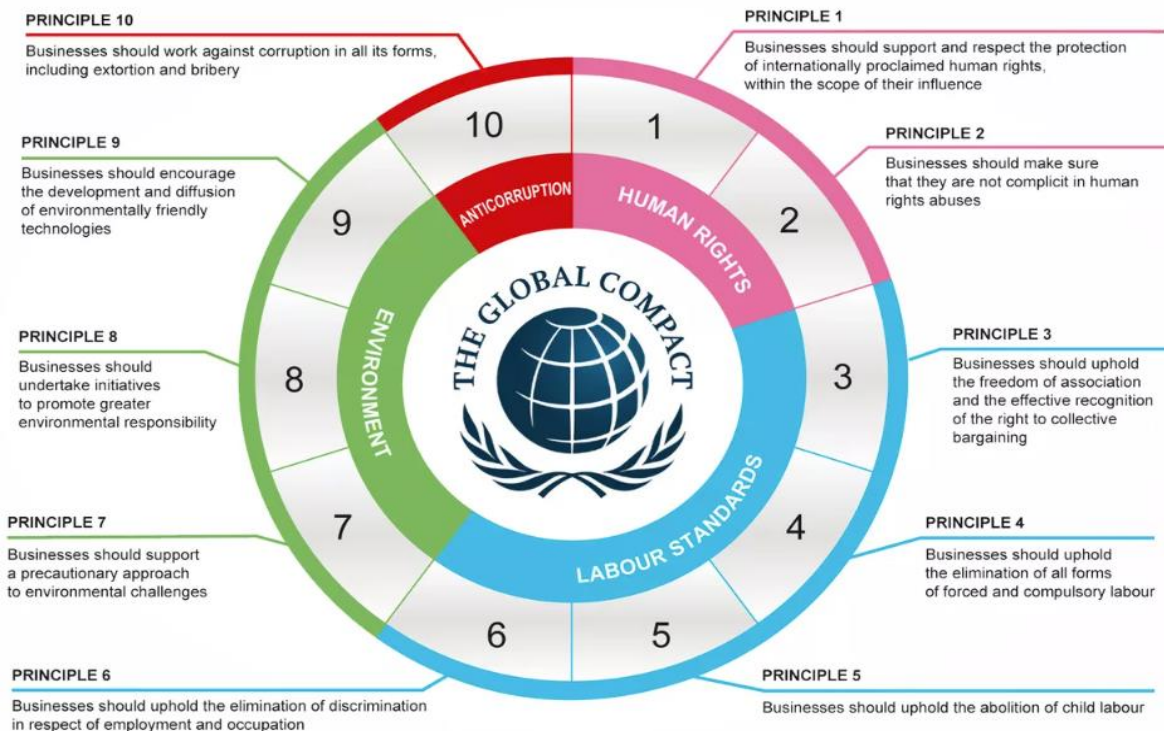 PRINCIPLE 10
Businesses should work against corruption in all its forms,
including extortion and bribery
PRINCIPLE 1
Businesses should support and respect the protection
of internationally proclaimed human rights,
within the scope of their influence
PRINCIPLE 9
Businesses should encourage
the development and diffusion
of environmentally friendly
technologies
PRINCIPLE 2
Businesses should make sure
that they are not complicit in human
rights abuses
PRINCIPLE 8
Businesses should
undertake initiatives
to promote greater
environmental responsibility
PRINCIPLE 3
Businesses should uphold
the freedom of association
and the effective recognition
of the right to collective
bargaining
PRINCIPLE 7
Businesses should support
a precautionary approach
to environmental challenges
PRINCIPLE 4
Businesses should uphold
the elimination of all forms
of forced and compulsory labour
PRINCIPLE 6
Businesses should uphold the elimination of discrimination
in respect of employment and occupation
PRINCIPLE 5
Businesses should uphold the abolition of child labour
10
1
9
2
8
3
7
4
6
5
ANTICORRUPTION
HUMAN RIGHTS
ENVIRONMENT
LABOUR STANDARDS
THE GLOBAL COMPACT